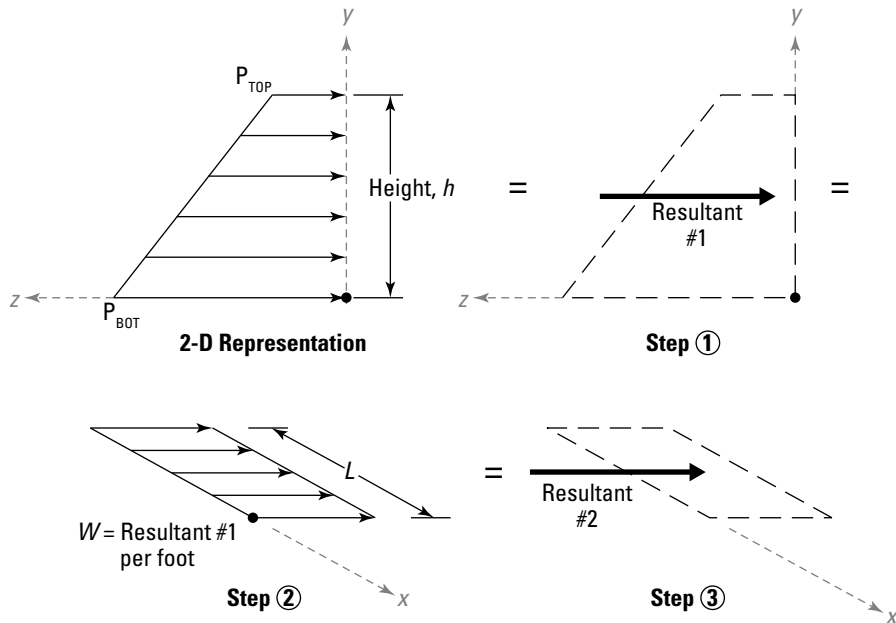 y
P_TOP
Height, h
z
P_BOT
2-D Representation
=
y
Resultant
#1
z
Step ①
=
L
W = Resultant #1
per foot
x
Step ②
=
Resultant
#2
x
Step ③